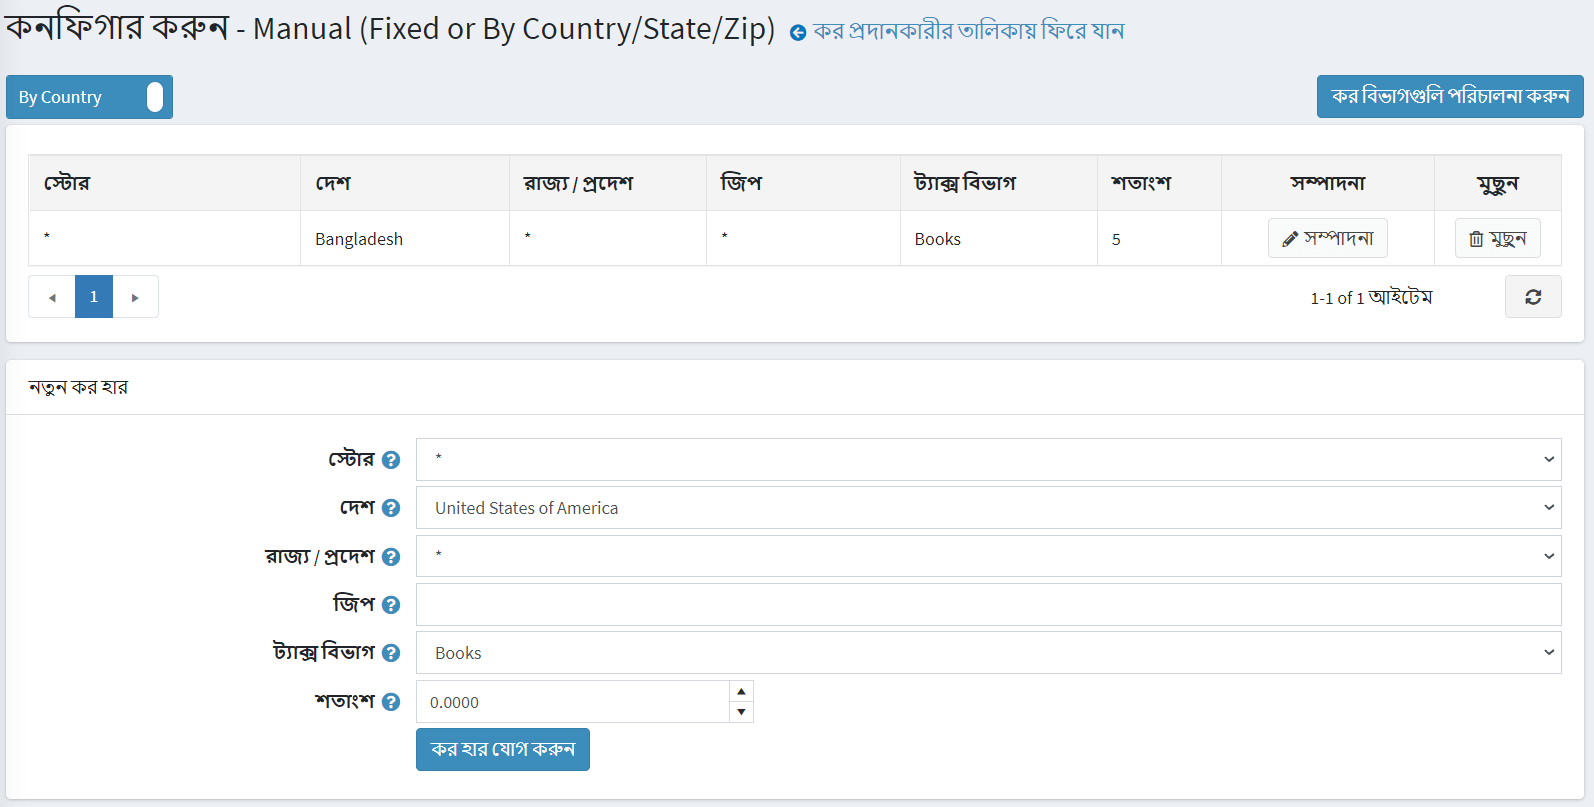 কনফিগার করুন - Manual (Fixed or By Country/State/Zip) কর প্রদানকারীর তালিকায় ফিরে যান
By Country
কর বিভাগগুলি পরিচালনা করুন
স্টোর দেশ রাজ্য / প্রদেশ জিপ ট্যাক্স বিভাগ শতাংশ সম্পাদনা মুছুন
* Bangladesh * * Books 5 সম্পাদনা মুছুন
1 1-1 of 1 আইটেম
নতুন কর হার
স্টোর *
দেশ United States of America
রাজ্য / প্রদেশ *
জিপ
ট্যাক্স বিভাগ Books
শতাংশ 0.0000
কর হার যোগ করুন